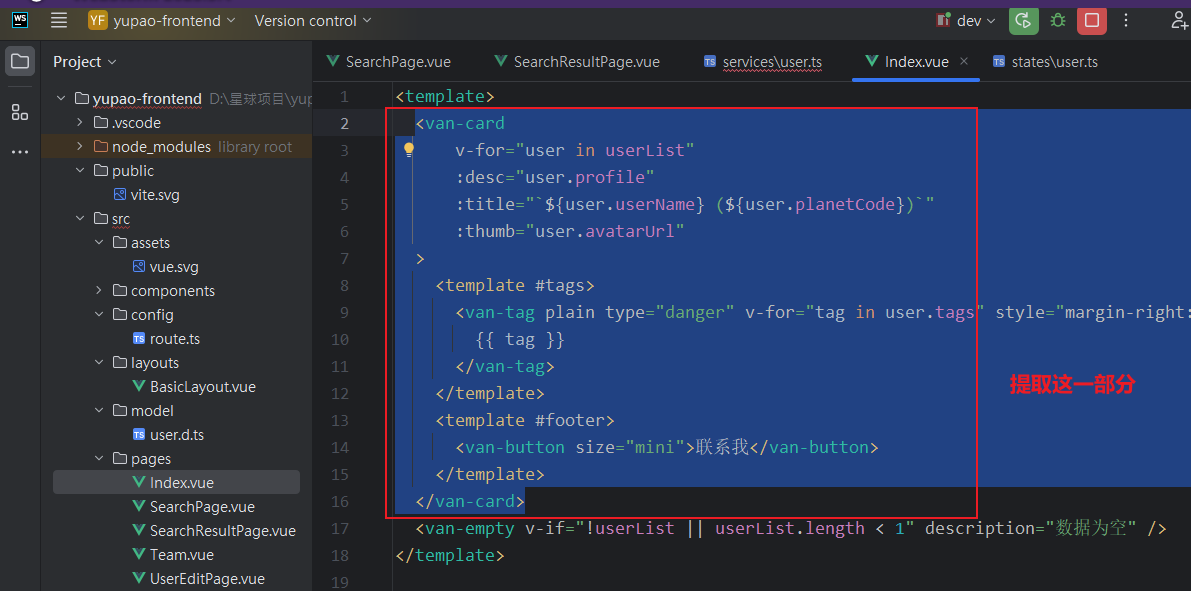 WS YF yupao-frontend Version control dev
Project
SearchPage.vue SearchResultPage.vue TS services\user.ts Index.vue × TS states\user.ts
yupao-frontend D:\星球项目\yup
.vscode
node_modules library root
public
vite.svg
src
assets
vue.svg
components
config
TS route.ts
layouts
BasicLayout.vue
model
TS user.d.ts
pages
Index.vue
SearchPage.vue
SearchResultPage.vue
Team.vue
UserEditPage.vue
1 <template>
2 <van-card
3 v-for="user in userList"
4 :desc="user.profile"
5 :title="`${user.userName} (${user.planetCode})`"
6 :thumb="user.avatarUrl"
7 >
8 <template #tags>
9 <van-tag plain type="danger" v-for="tag in user.tags" style="margin-right:
10 {{ tag }}
11 </van-tag>
12 </template>
13 <template #footer>
14 <van-button size="mini">联系我</van-button>
15 </template>
16 </van-card>
17 <van-empty v-if="!userList || userList.length < 1" description="数据为空" />
18 </template>
19
提取这一部分